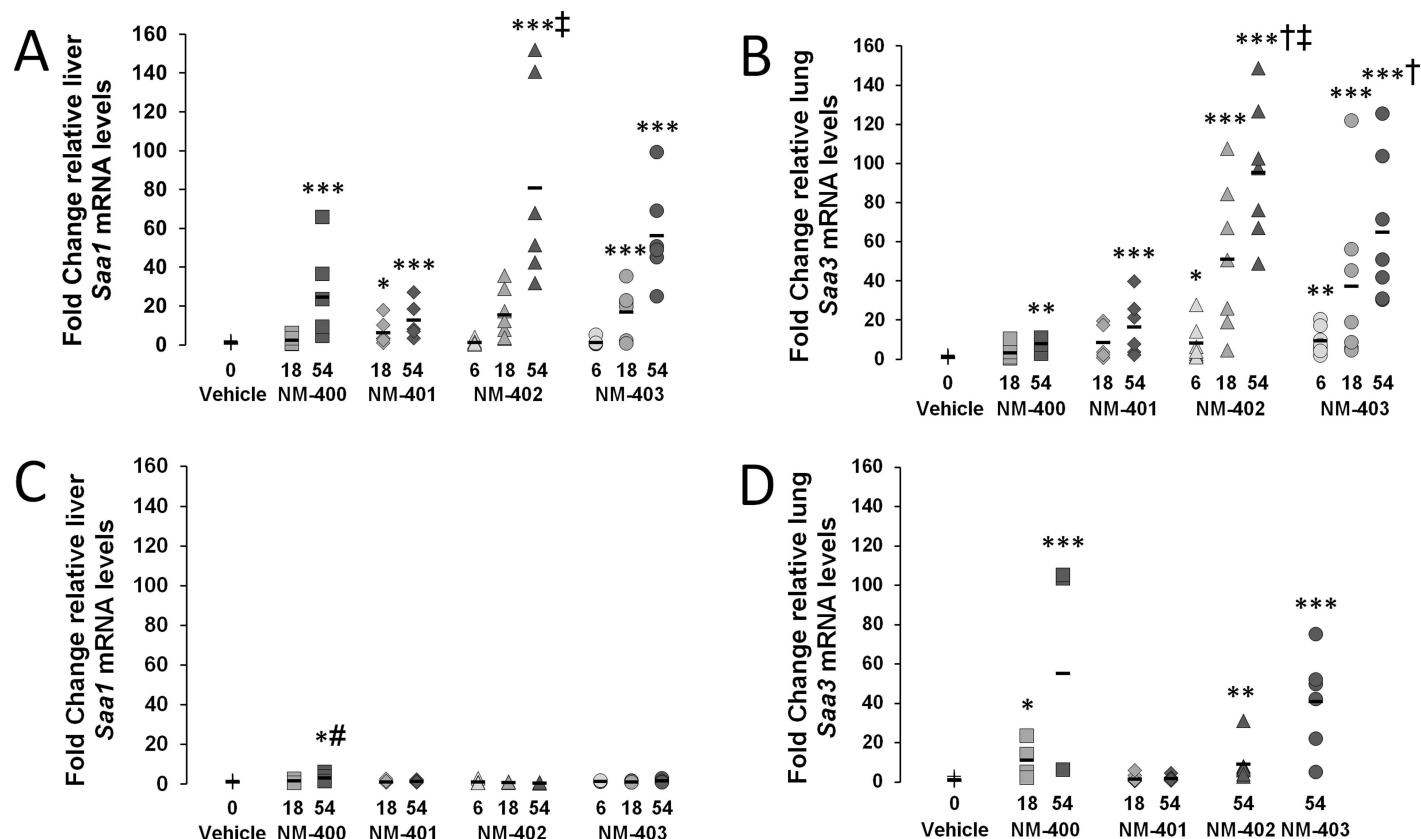 A
Fold Change relative liver
Saa1 mRNA levels
160
140
120
100
80
60
40
20
0
***
*
***
***‡
***
***
0 18 54 18 54 6 18 54 6 18 54
Vehicle NM-400 NM-401 NM-402 NM-403
B
Fold Change relative lung
Saa3 mRNA levels
160
140
120
100
80
60
40
20
0
**
***
*
***
***†‡
**
***
***†
0 18 54 18 54 6 18 54 6 18 54
Vehicle NM-400 NM-401 NM-402 NM-403
C
Fold Change relative liver
Saa1 mRNA levels
160
140
120
100
80
60
40
20
0
*#
0 18 54 18 54 6 18 54 6 18 54
Vehicle NM-400 NM-401 NM-402 NM-403
D
Fold Change relative lung
Saa3 mRNA levels
160
140
120
100
80
60
40
20
0
*
***
**
***
0 18 54 18 54 54 54
Vehicle NM-400 NM-401 NM-402 NM-403